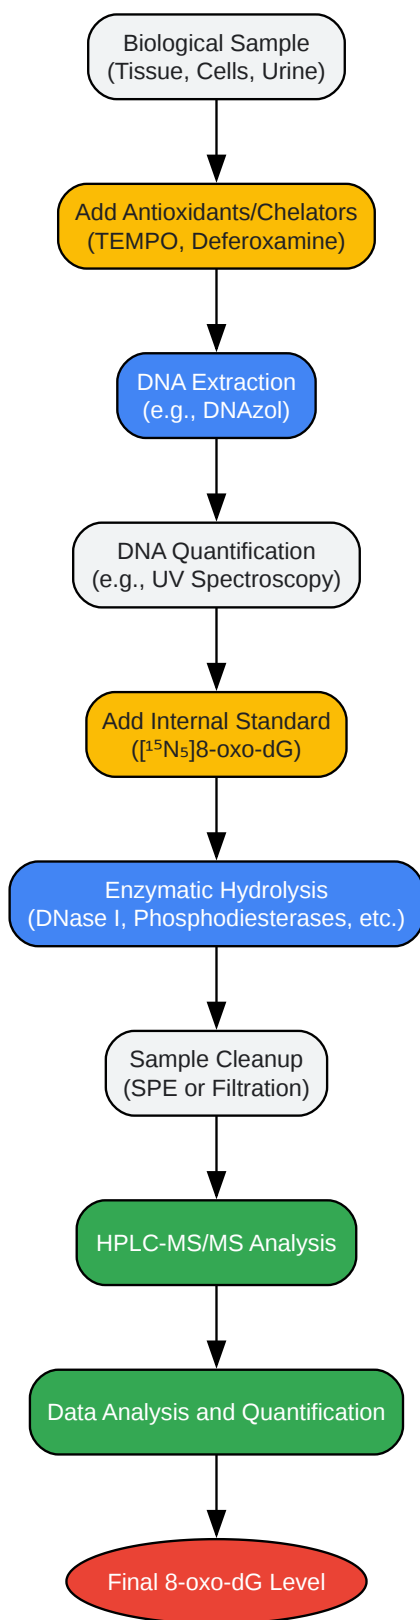 Biological Sample
(Tissue, Cells, Urine)
Add Antioxidants/Chelators
(TEMPO, Deferoxamine)
DNA Extraction
(e.g., DNAzol)
DNA Quantification
(e.g., UV Spectroscopy)
Add Internal Standard
([¹⁵N₅]8-oxo-dG)
Enzymatic Hydrolysis
(DNase I, Phosphodiesterases, etc.)
Sample Cleanup
(SPE or Filtration)
HPLC-MS/MS Analysis
Data Analysis and Quantification
Final 8-oxo-dG Level